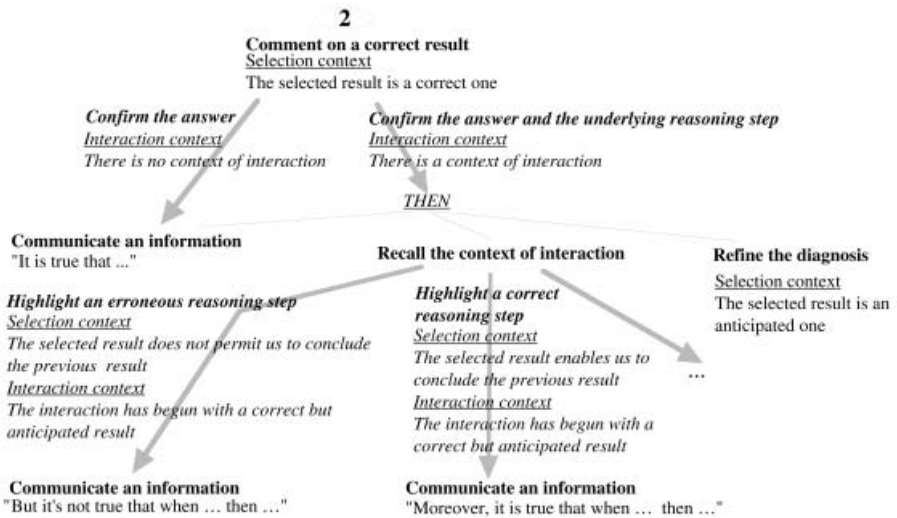 2
Comment on a correct result
Selection context
The selected result is a correct one
Confirm the answer
Interaction context
There is no context of interaction
Confirm the answer and the underlying reasoning step
Interaction context
There is a context of interaction
THEN
Communicate an information
"It is true that ..."
Recall the context of interaction
Refine the diagnosis
Selection context
The selected result is an
anticipated one
Highlight an erroneous reasoning step
Selection context
The selected result does not permit us to conclude
the previous result
Interaction context
The interaction has begun with a correct but
anticipated result
Highlight a correct
reasoning step
Selection context
The selected result enables us to
conclude the previous result
Interaction context
The interaction has begun with a
correct but anticipated result
...
Communicate an information
"But it's not true that when ... then ..."
Communicate an information
"Moreover, it is true that when ... then ..."